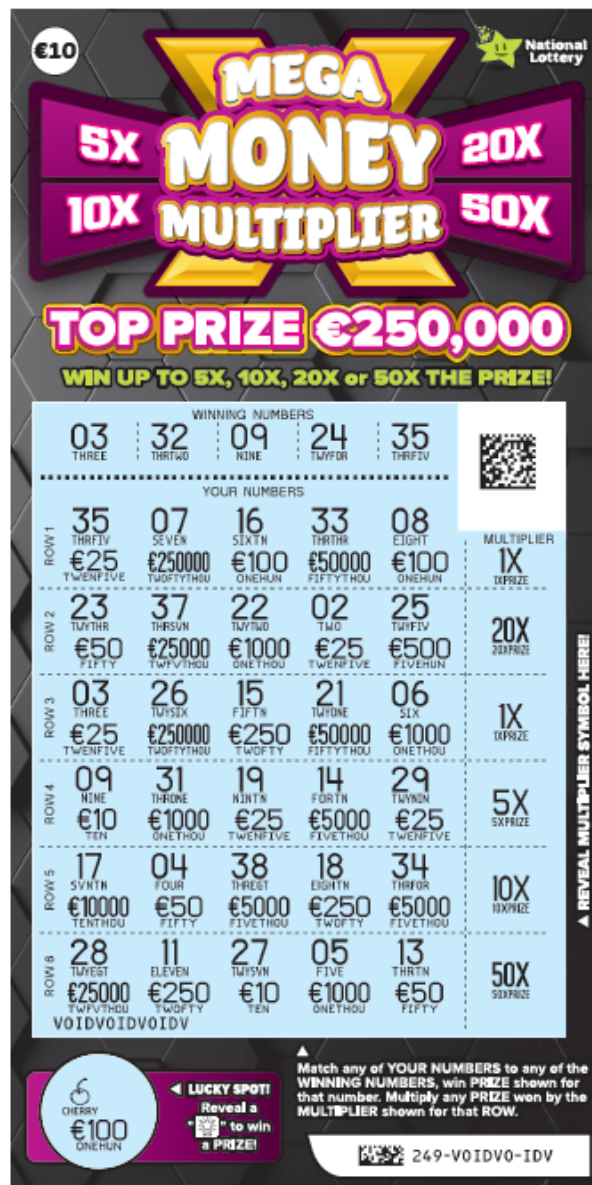 €10
National
Lottery
MEGA
MONEY
MULTIPLIER
5X
20X
10X
50X
TOP PRIZE €250,000
WIN UP TO 5X, 10X, 20X or 50X THE PRIZE!
WINNING NUMBERS
03 32 09 24 35
THREE THRTWO NINE TWYFOR THRFIV
YOUR NUMBERS
MULTIPLIER
ROW 1
35 07 16 33 08
THRFIV SEVEN SIXTN THRTHR EIGHT
€25 €250000 €100 €50000 €100 1X
TWENFIVE TWOFTYTHOU ONEHUN FIFTYTHOU ONEHUN 1XPRIZE
ROW 2
23 37 22 02 25
TWYTHR THRSVN TWYTWO TWO TWYFIV
€50 €25000 €1000 €25 €500 20X
FIFTY TWFVTHOU ONETHOU TWENFIVE FIVEHUN 20XPRIZE
ROW 3
03 26 15 21 06
THREE TWYSIX FIFTN TWYONE SIX
€25 €250000 €250 €50000 €1000 1X
TWENFIVE TWOFTYTHOU TWOFTY FIFTYTHOU ONETHOU 1XPRIZE
ROW 4
09 31 19 14 29
NINE THRONE NINTN FORTN TWYNIN
€10 €1000 €25 €5000 €25 5X
TEN ONETHOU TWENFIVE FIVETHOU TWENFIVE 5XPRIZE
ROW 5
17 04 38 18 34
SVNTN FOUR THREGT EIGHTN THRFOR
€10000 €50 €5000 €250 €5000 10X
TENTHOU FIFTY FIVETHOU TWOFTY FIVETHOU 10XPRIZE
ROW 6
28 11 27 05 13
TWYEGT ELEVEN TWYSVN FIVE THRTN
€25000 €250 €10 €1000 €50 50X
TWFVTHOU TWOFTY TEN ONETHOU FIFTY 50XPRIZE
VOIDVOIDVOIDV
▲ REVEAL MULTIPLIER SYMBOL HERE!
CHERRY
€100
ONEHUN
◀ LUCKY SPOT!
Reveal a
" " to win
a PRIZE!
▲
Match any of YOUR NUMBERS to any of the
WINNING NUMBERS, win PRIZE shown for
that number. Multiply any PRIZE won by the
MULTIPLIER shown for that ROW.
249-VOIDVO-IDV